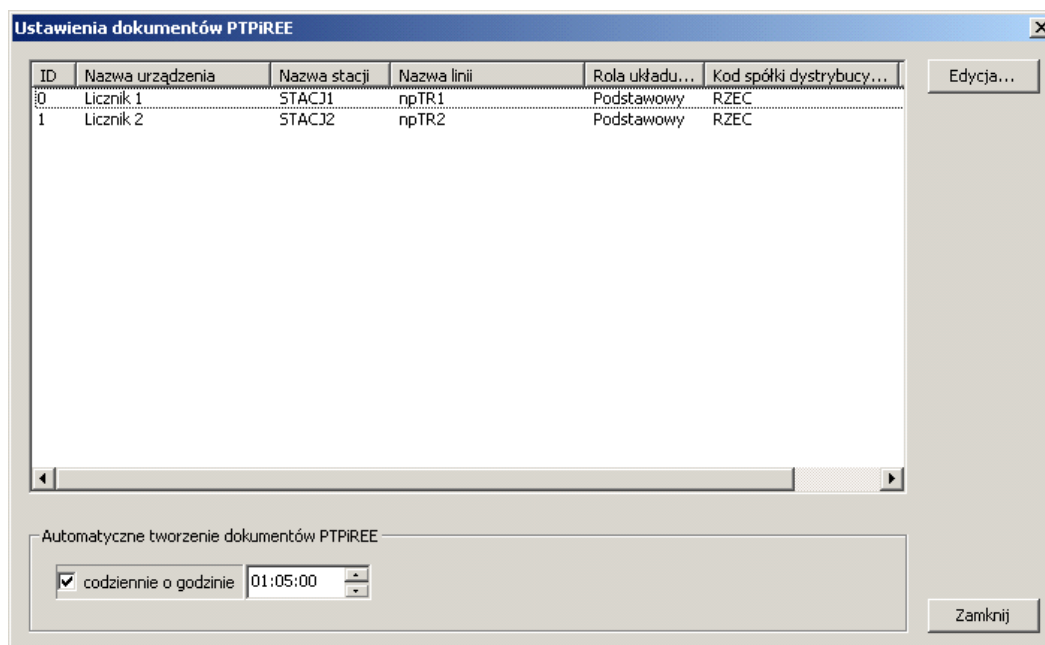 Ustawienia dokumentów PTPiREE
ID Nazwa urządzenia Nazwa stacji Nazwa linii Rola układu... Kod spółki dystrybucy... Edycja...
0 Licznik 1 STACJ1 npTR1 Podstawowy RZEC
1 Licznik 2 STACJ2 npTR2 Podstawowy RZEC
Automatyczne tworzenie dokumentów PTPiREE
codziennie o godzinie 01:05:00
Zamknij